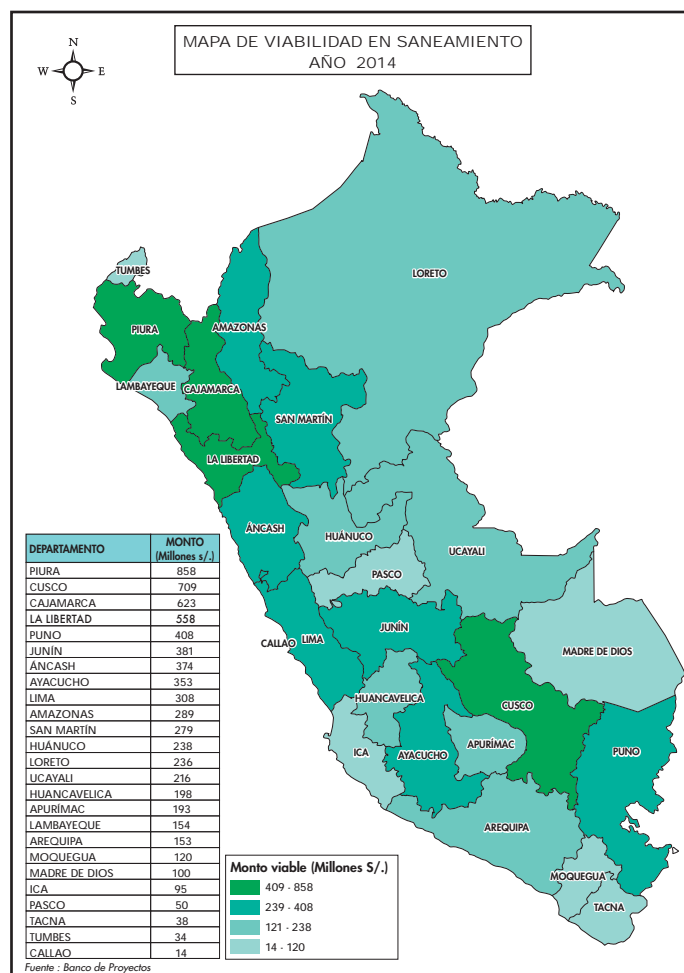 MAPA DE VIABILIDAD EN SANEAMIENTO
AÑO 2014
N
W
E
S
LORETO
TUMBES
AMAZONAS
PIURA
LAMBAYEQUE
CAJAMARCA
SAN MARTÍN
LA LIBERTAD
ÁNCASH
HUÁNUCO
UCAYALI
PASCO
CALLAO
LIMA
JUNÍN
MADRE DE DIOS
HUANCAVELICA
CUSCO
ICA
AYACUCHO
APURÍMAC
PUNO
AREQUIPA
MOQUEGUA
TACNA
DEPARTAMENTO MONTO
(Millones s/.)
PIURA 858
CUSCO 709
CAJAMARCA 623
LA LIBERTAD 558
PUNO 408
JUNÍN 381
ÁNCASH 374
AYACUCHO 353
LIMA 308
AMAZONAS 289
SAN MARTÍN 279
HUÁNUCO 238
LORETO 236
UCAYALI 216
HUANCAVELICA 198
APURÍMAC 193
LAMBAYEQUE 154
AREQUIPA 153
MOQUEGUA 120
MADRE DE DIOS 100
ICA 95
PASCO 50
TACNA 38
TUMBES 34
CALLAO 14
Fuente : Banco de Proyectos
Monto viable (Millones S/.)
409 - 858
239 - 408
121 - 238
14 - 120